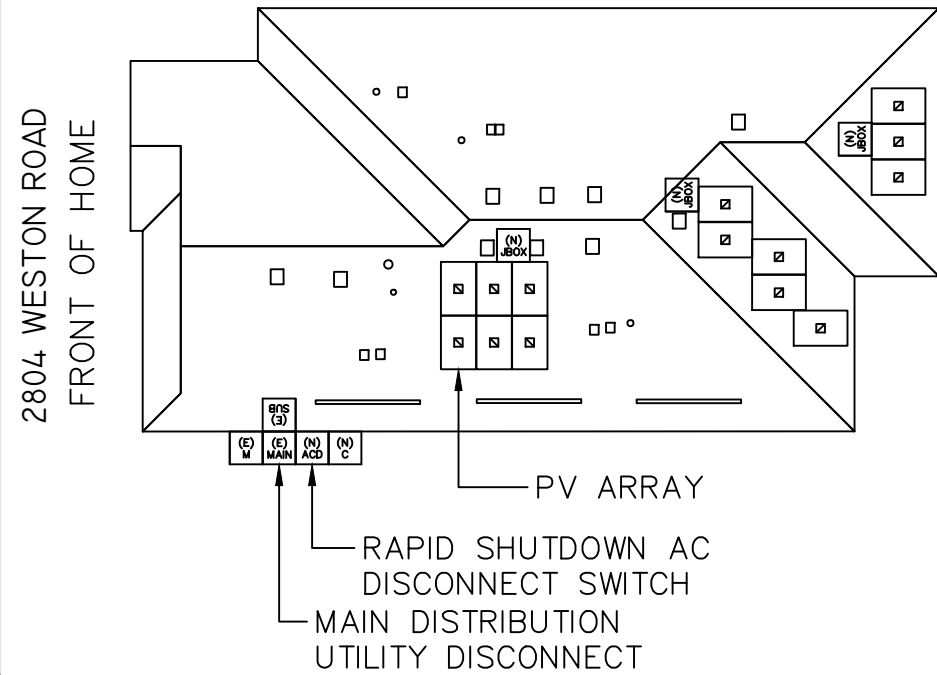 2804 WESTON ROAD
FRONT OF HOME
(N)
JBOX
(N)
JBOX
(N)
JBOX
(E)
SUB
(E)
M
(E)
MAIN
(N)
ACD
(N)
C
PV ARRAY
RAPID SHUTDOWN AC
DISCONNECT SWITCH
MAIN DISTRIBUTION
UTILITY DISCONNECT